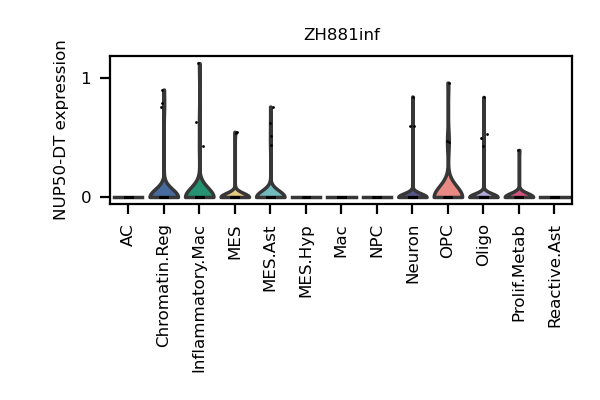 ZH881inf
NUP50-DT expression
1
0
AC
Chromatin.Reg
Inflammatory.Mac
MES
MES.Ast
MES.Hyp
Mac
NPC
Neuron
OPC
Oligo
Prolif.Metab
Reactive.Ast